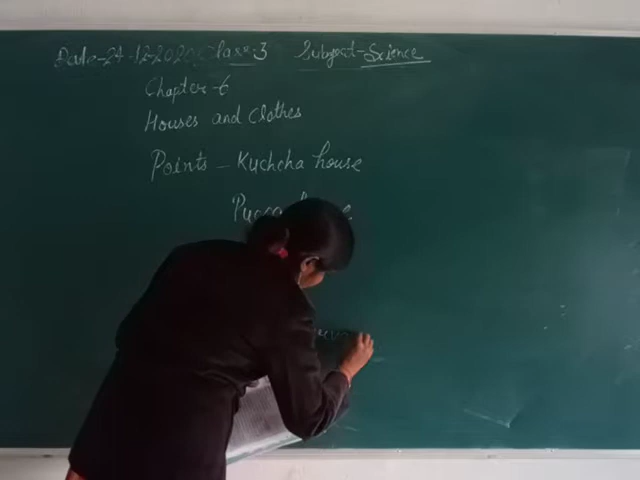 Date-24-12-2020, Class:3 Subject-Science
Chapter-6
Houses and Clothes
Points - Kuchcha house